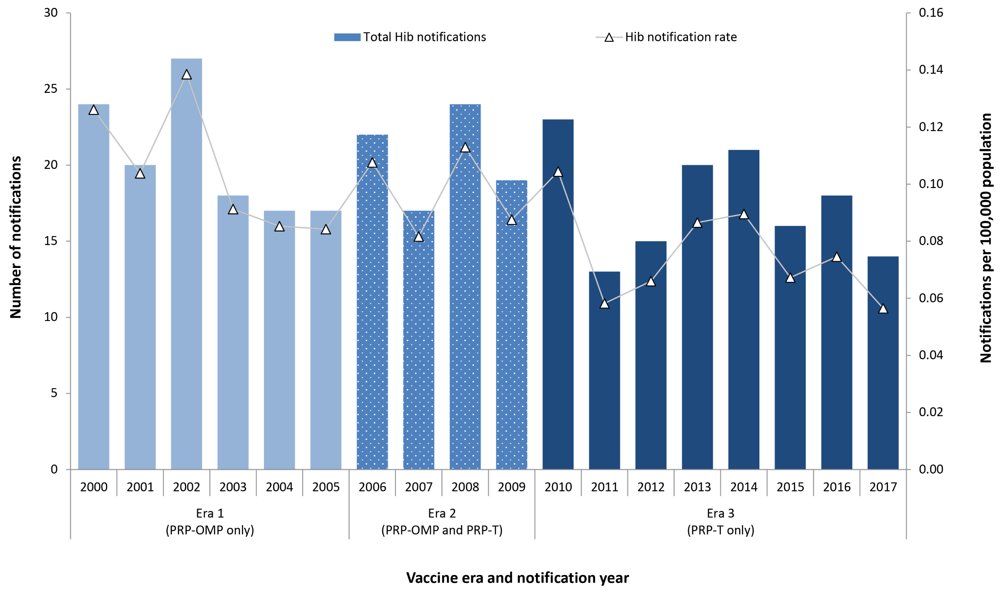 30
25
20
15
10
5
0
Number of notifications
Total Hib notifications
Hib notification rate
0.16
0.14
0.12
0.10
0.08
0.06
0.04
0.02
0.00
Notifications per 100,000 population
2000 2001 2002 2003 2004 2005 2006 2007 2008 2009 2010 2011 2012 2013 2014 2015 2016 2017
Era 1
(PRP-OMP only)
Era 2
(PRP-OMP and PRP-T)
Era 3
(PRP-T only)
Vaccine era and notification year